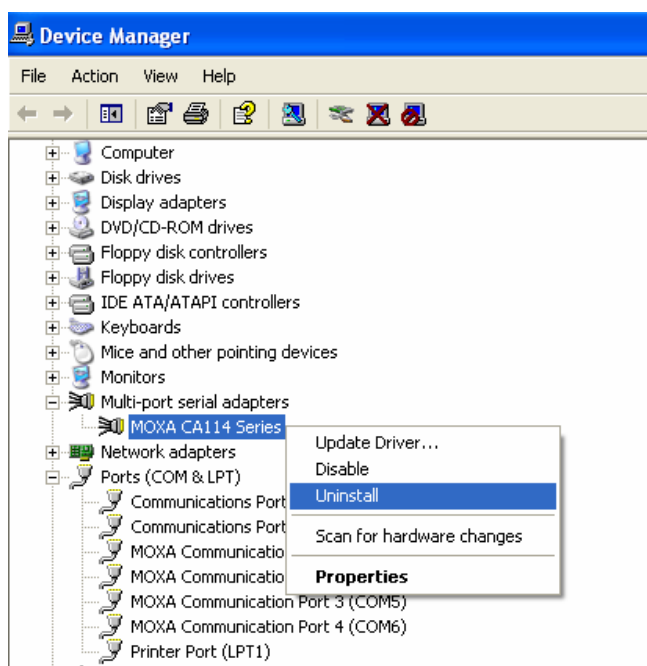 Device Manager
File Action View Help
Computer
Disk drives
Display adapters
DVD/CD-ROM drives
Floppy disk controllers
Floppy disk drives
IDE ATA/ATAPI controllers
Keyboards
Mice and other pointing devices
Monitors
Multi-port serial adapters
MOXA CA114 Series
Network adapters
Ports (COM & LPT)
Communications Port
Communications Port
MOXA Communicatio
MOXA Communicatio
MOXA Communication Port 3 (COM5)
MOXA Communication Port 4 (COM6)
Printer Port (LPT1)
Update Driver...
Disable
Uninstall
Scan for hardware changes
Properties